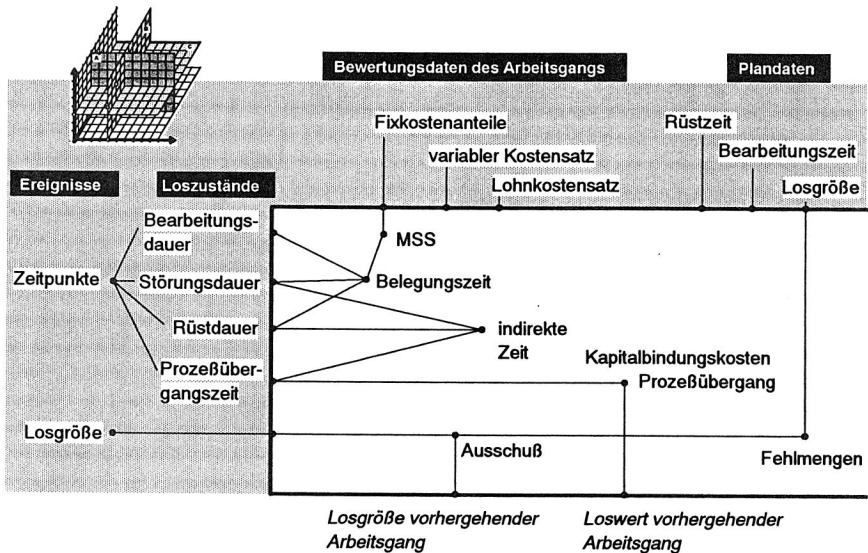 Bewertungsdaten des Arbeitsgangs
Plandaten
Fixkostenanteile
Rüstzeit
variabler Kostensatz
Bearbeitungszeit
Ereignisse
Loszustände
Lohnkostensatz
Losgröße
Bearbeitungs-
dauer
MSS
Zeitpunkte
Störungsdauer
Belegungszeit
Rüstdauer
indirekte
Zeit
Prozeßüber-
gangszeit
Kapitalbindungskosten
Prozeßübergang
Losgröße
Ausschuß
Fehlmengen
Losgröße vorhergehender
Arbeitsgang
Loswert vorhergehender
Arbeitsgang